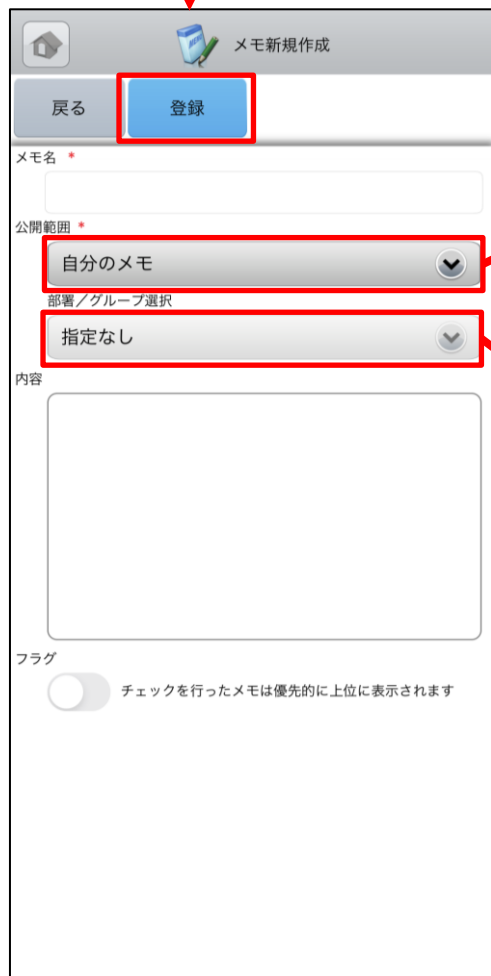 メモ新規作成
戻る
登録
メモ名 *
公開範囲 *
自分のメモ
部署／グループ選択
指定なし
内容
フラグ
チェックを行ったメモは優先的に上位に表示されます